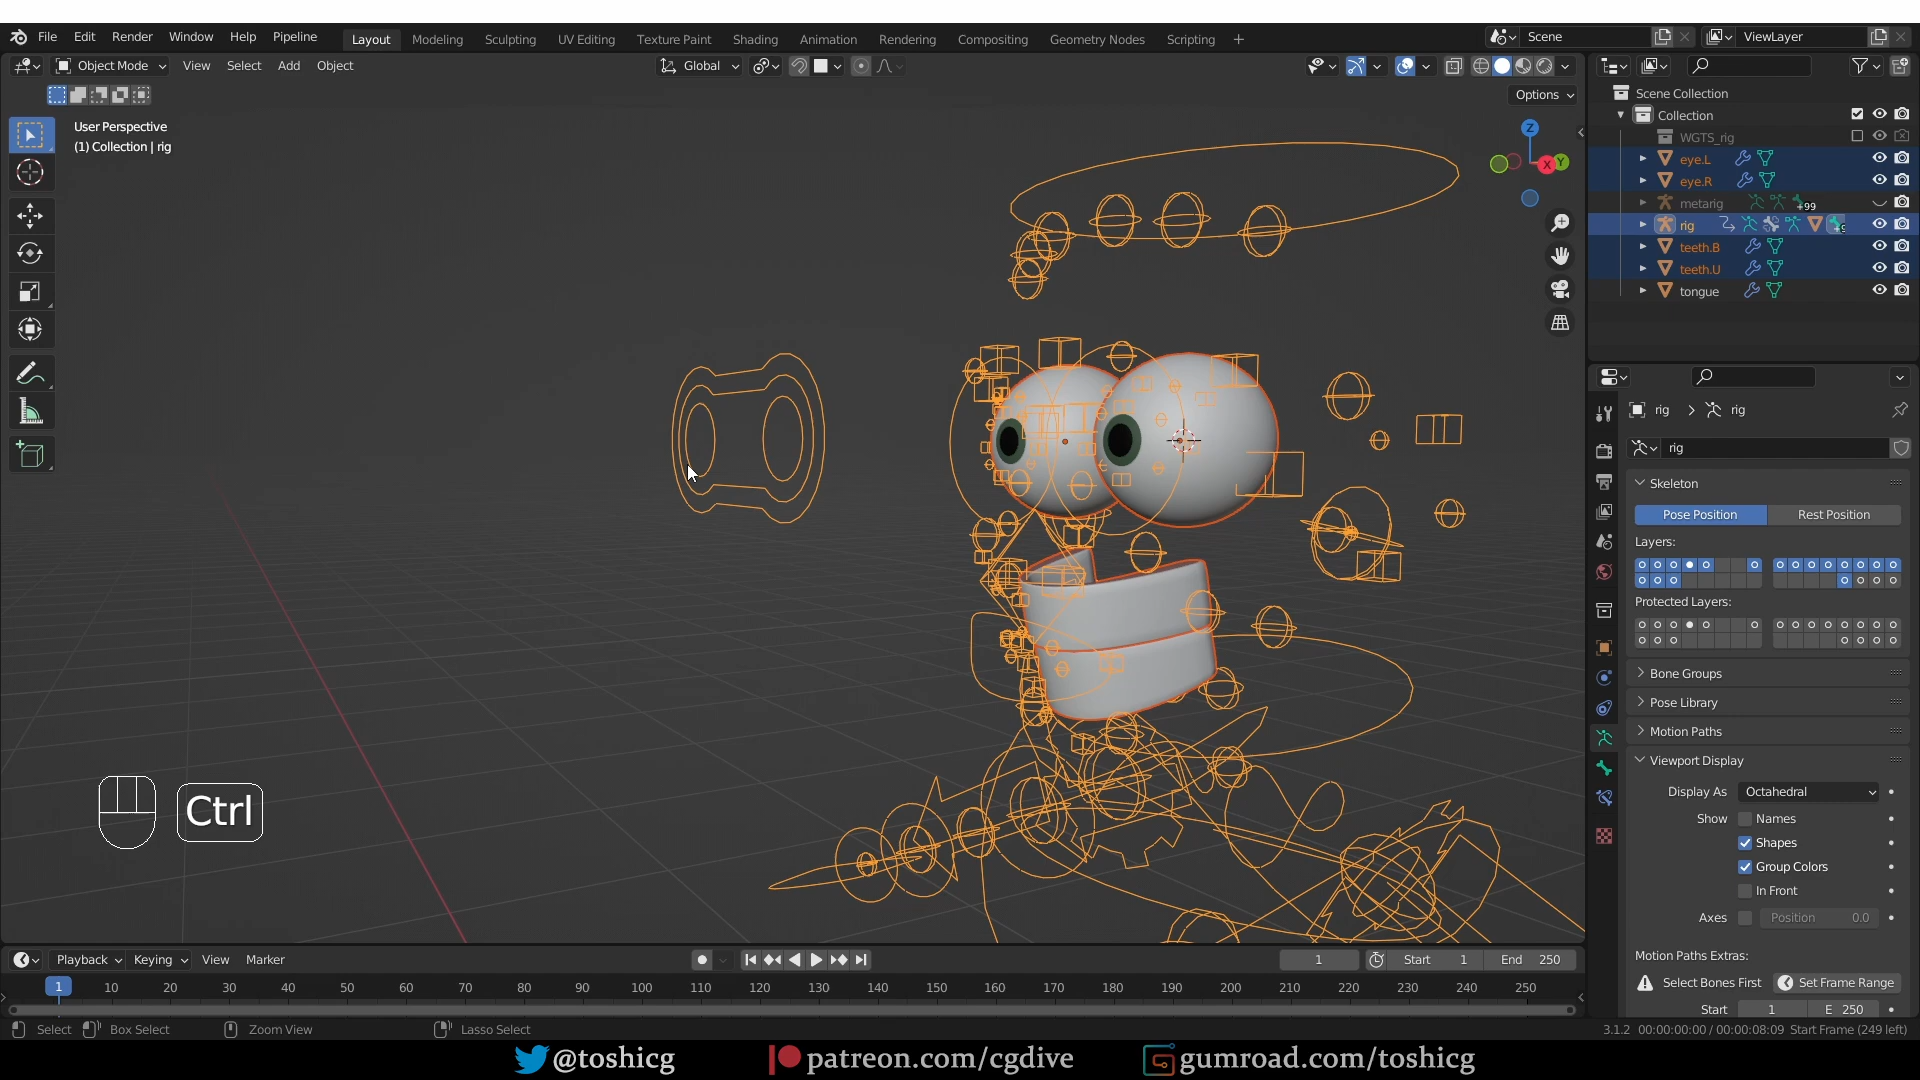 File Edit Render Window Help Pipeline Layout Modeling Sculpting UV Editing Texture Paint Shading Animation Rendering Compositing Geometry Nodes Scripting + Scene ViewLayer
Object Mode View Select Add Object Global
Options
User Perspective
(1) Collection | rig
Z
X Y
Scene Collection
Collection
WGTS_rig
eye.L
eye.R
metarig +99
rig
teeth.B
teeth.U
tongue
rig > rig
rig
Skeleton
Pose Position Rest Position
Layers:
Protected Layers:
Bone Groups
Pose Library
Motion Paths
Viewport Display
Display As Octahedral
Show Names
Shapes
Group Colors
In Front
Axes Position 0.0
Motion Paths Extras:
Select Bones First Set Frame Range
Start 1 E 250
Ctrl
Playback Keying View Marker 1 Start 1 End 250
1 10 20 30 40 50 60 70 80 90 100 110 120 130 140 150 160 170 180 190 200 210 220 230 240 250
Select Box Select Zoom View Lasso Select 3.1.2 00:00:00:00 / 00:00:08:09 Start Frame (249 left)
@toshicg patreon.com/cgdive gumroad.com/toshicg